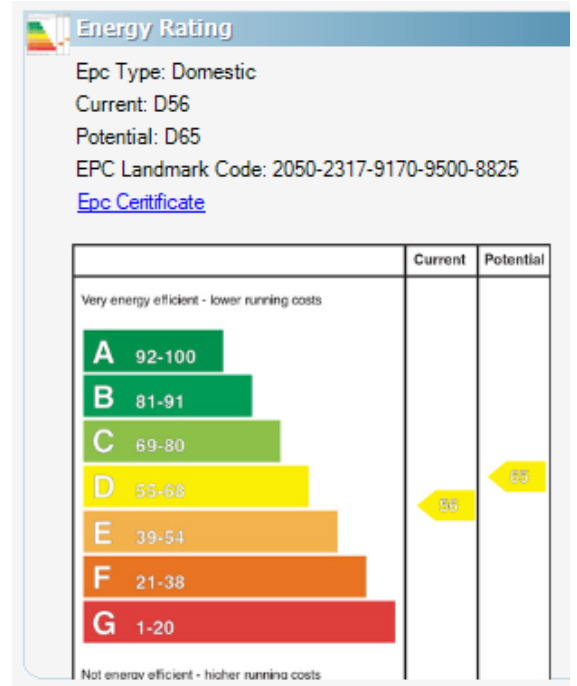 Energy Rating
Epc Type: Domestic
Current: D56
Potential: D65
EPC Landmark Code: 2050-2317-9170-9500-8825
Epc Ceritificate
Current Potential
Very energy efficient - lower running costs
A 92-100
B 81-91
C 69-80
D 55-68
65
56
E 39-54
F 21-38
G 1-20
Not energy efficient - higher running costs